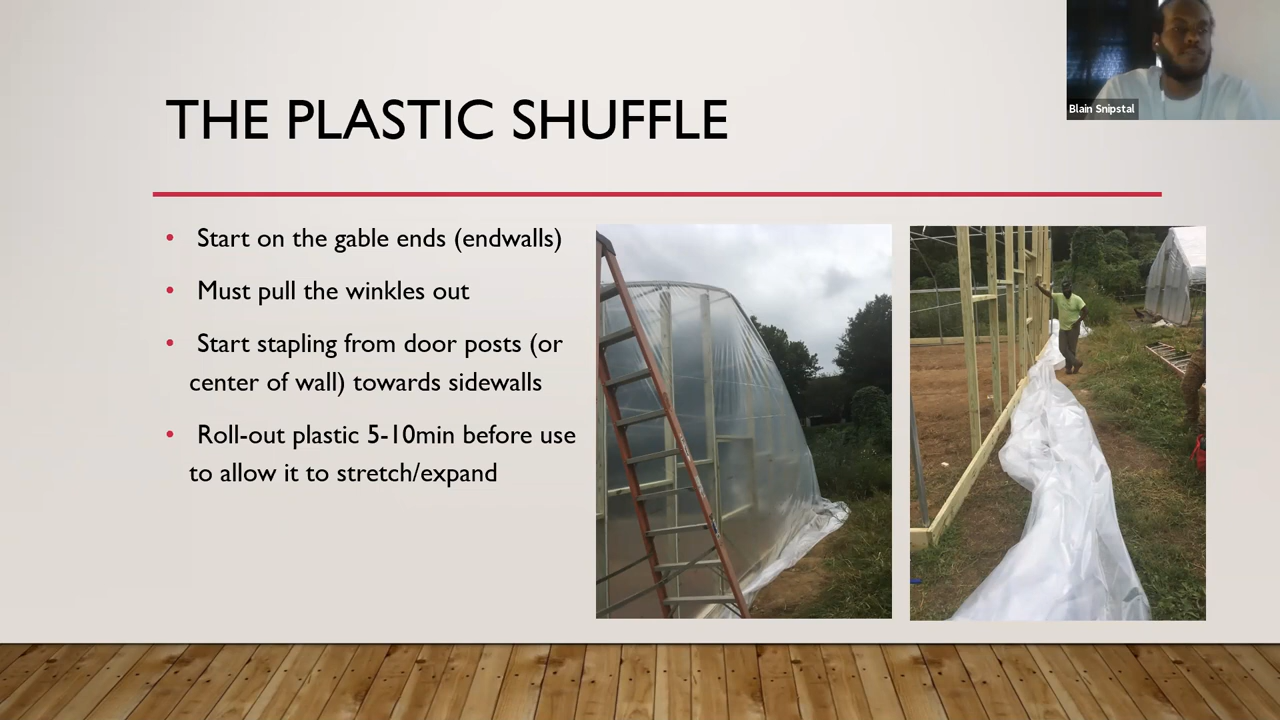 Blain Snipstal
THE PLASTIC SHUFFLE
• Start on the gable ends (endwalls)
• Must pull the winkles out
• Start stapling from door posts (or
center of wall) towards sidewalls
• Roll-out plastic 5-10min before use
to allow it to stretch/expand